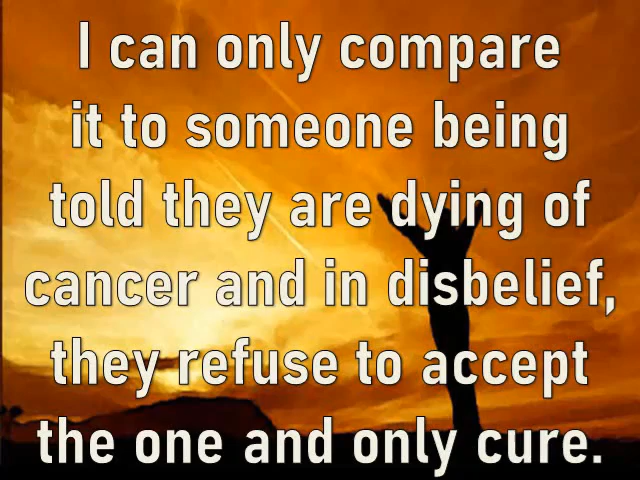 I can only compare
it to someone being
told they are dying of
cancer and in disbelief,
they refuse to accept
the one and only cure.